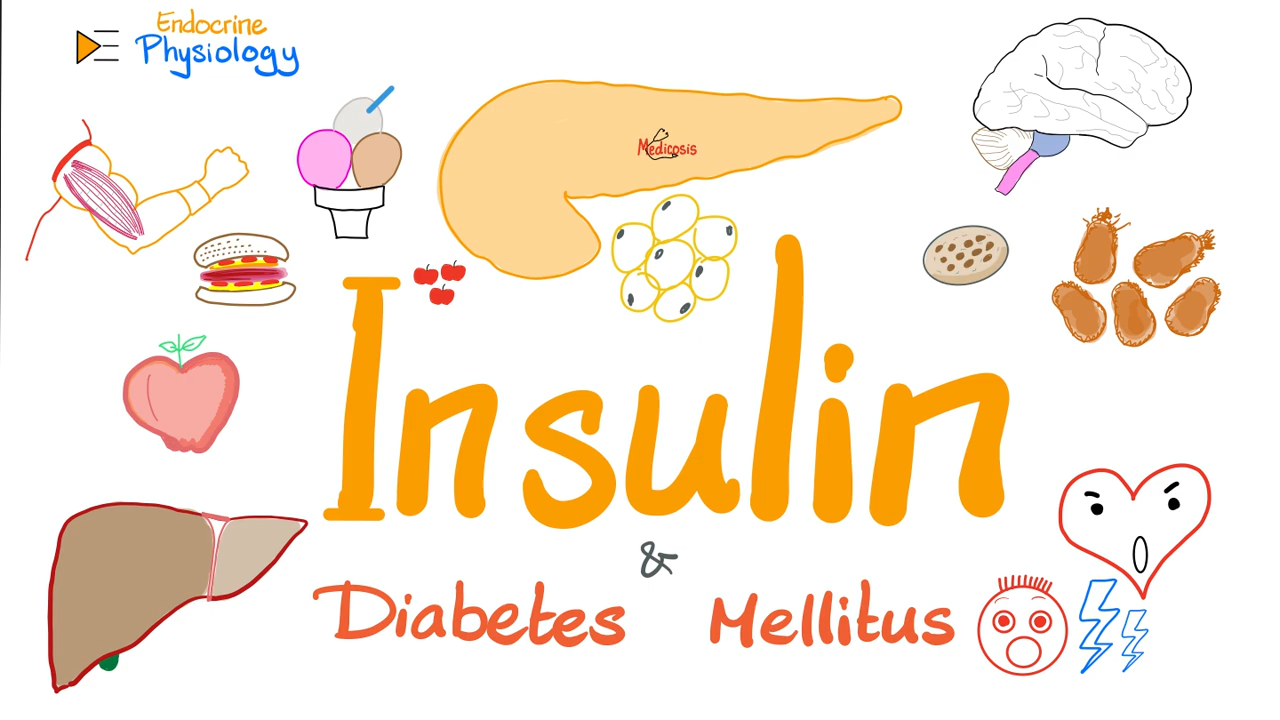 Endocrine
Physiology
Medicosis
Insulin
&
Diabetes Mellitus